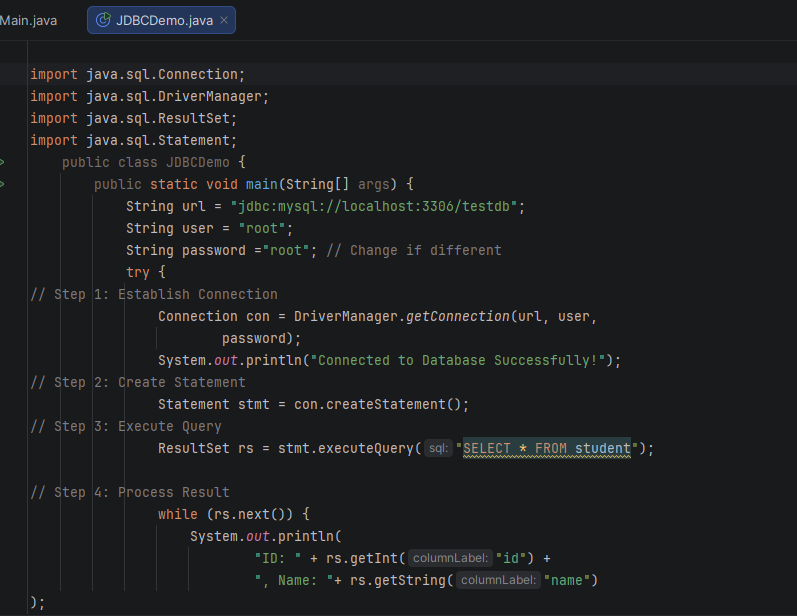 Main.java JDBCDemo.java ×
import java.sql.Connection;
import java.sql.DriverManager;
import java.sql.ResultSet;
import java.sql.Statement;
public class JDBCDemo {
public static void main(String[] args) {
String url = "jdbc:mysql://localhost:3306/testdb";
String user = "root";
String password ="root"; // Change if different
try {
// Step 1: Establish Connection
Connection con = DriverManager.getConnection(url, user,
password);
System.out.println("Connected to Database Successfully!");
// Step 2: Create Statement
Statement stmt = con.createStatement();
// Step 3: Execute Query
ResultSet rs = stmt.executeQuery( sql: "SELECT * FROM student");
// Step 4: Process Result
while (rs.next()) {
System.out.println(
"ID: " + rs.getInt( columnLabel: "id") +
", Name: "+ rs.getString( columnLabel: "name")
);